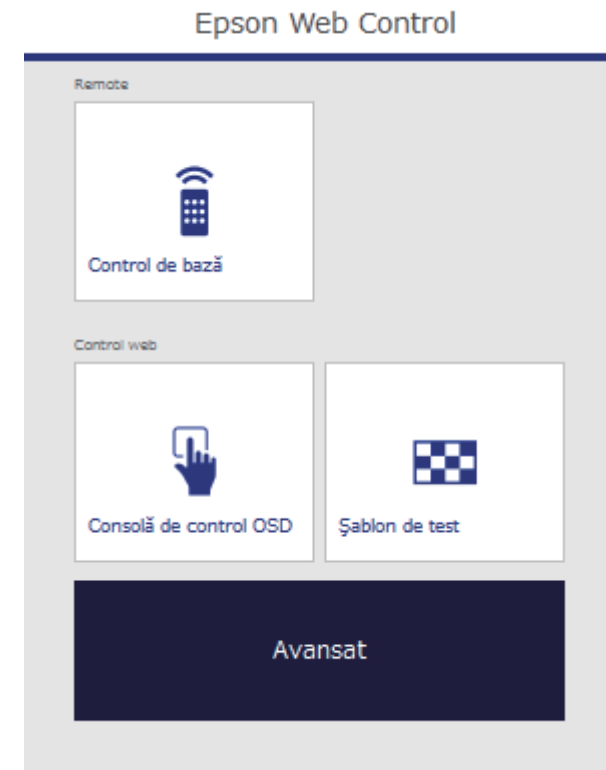 Epson Web Control
Remote
Control de bază
Control web
Consolă de control OSD
Şablon de test
Avansat